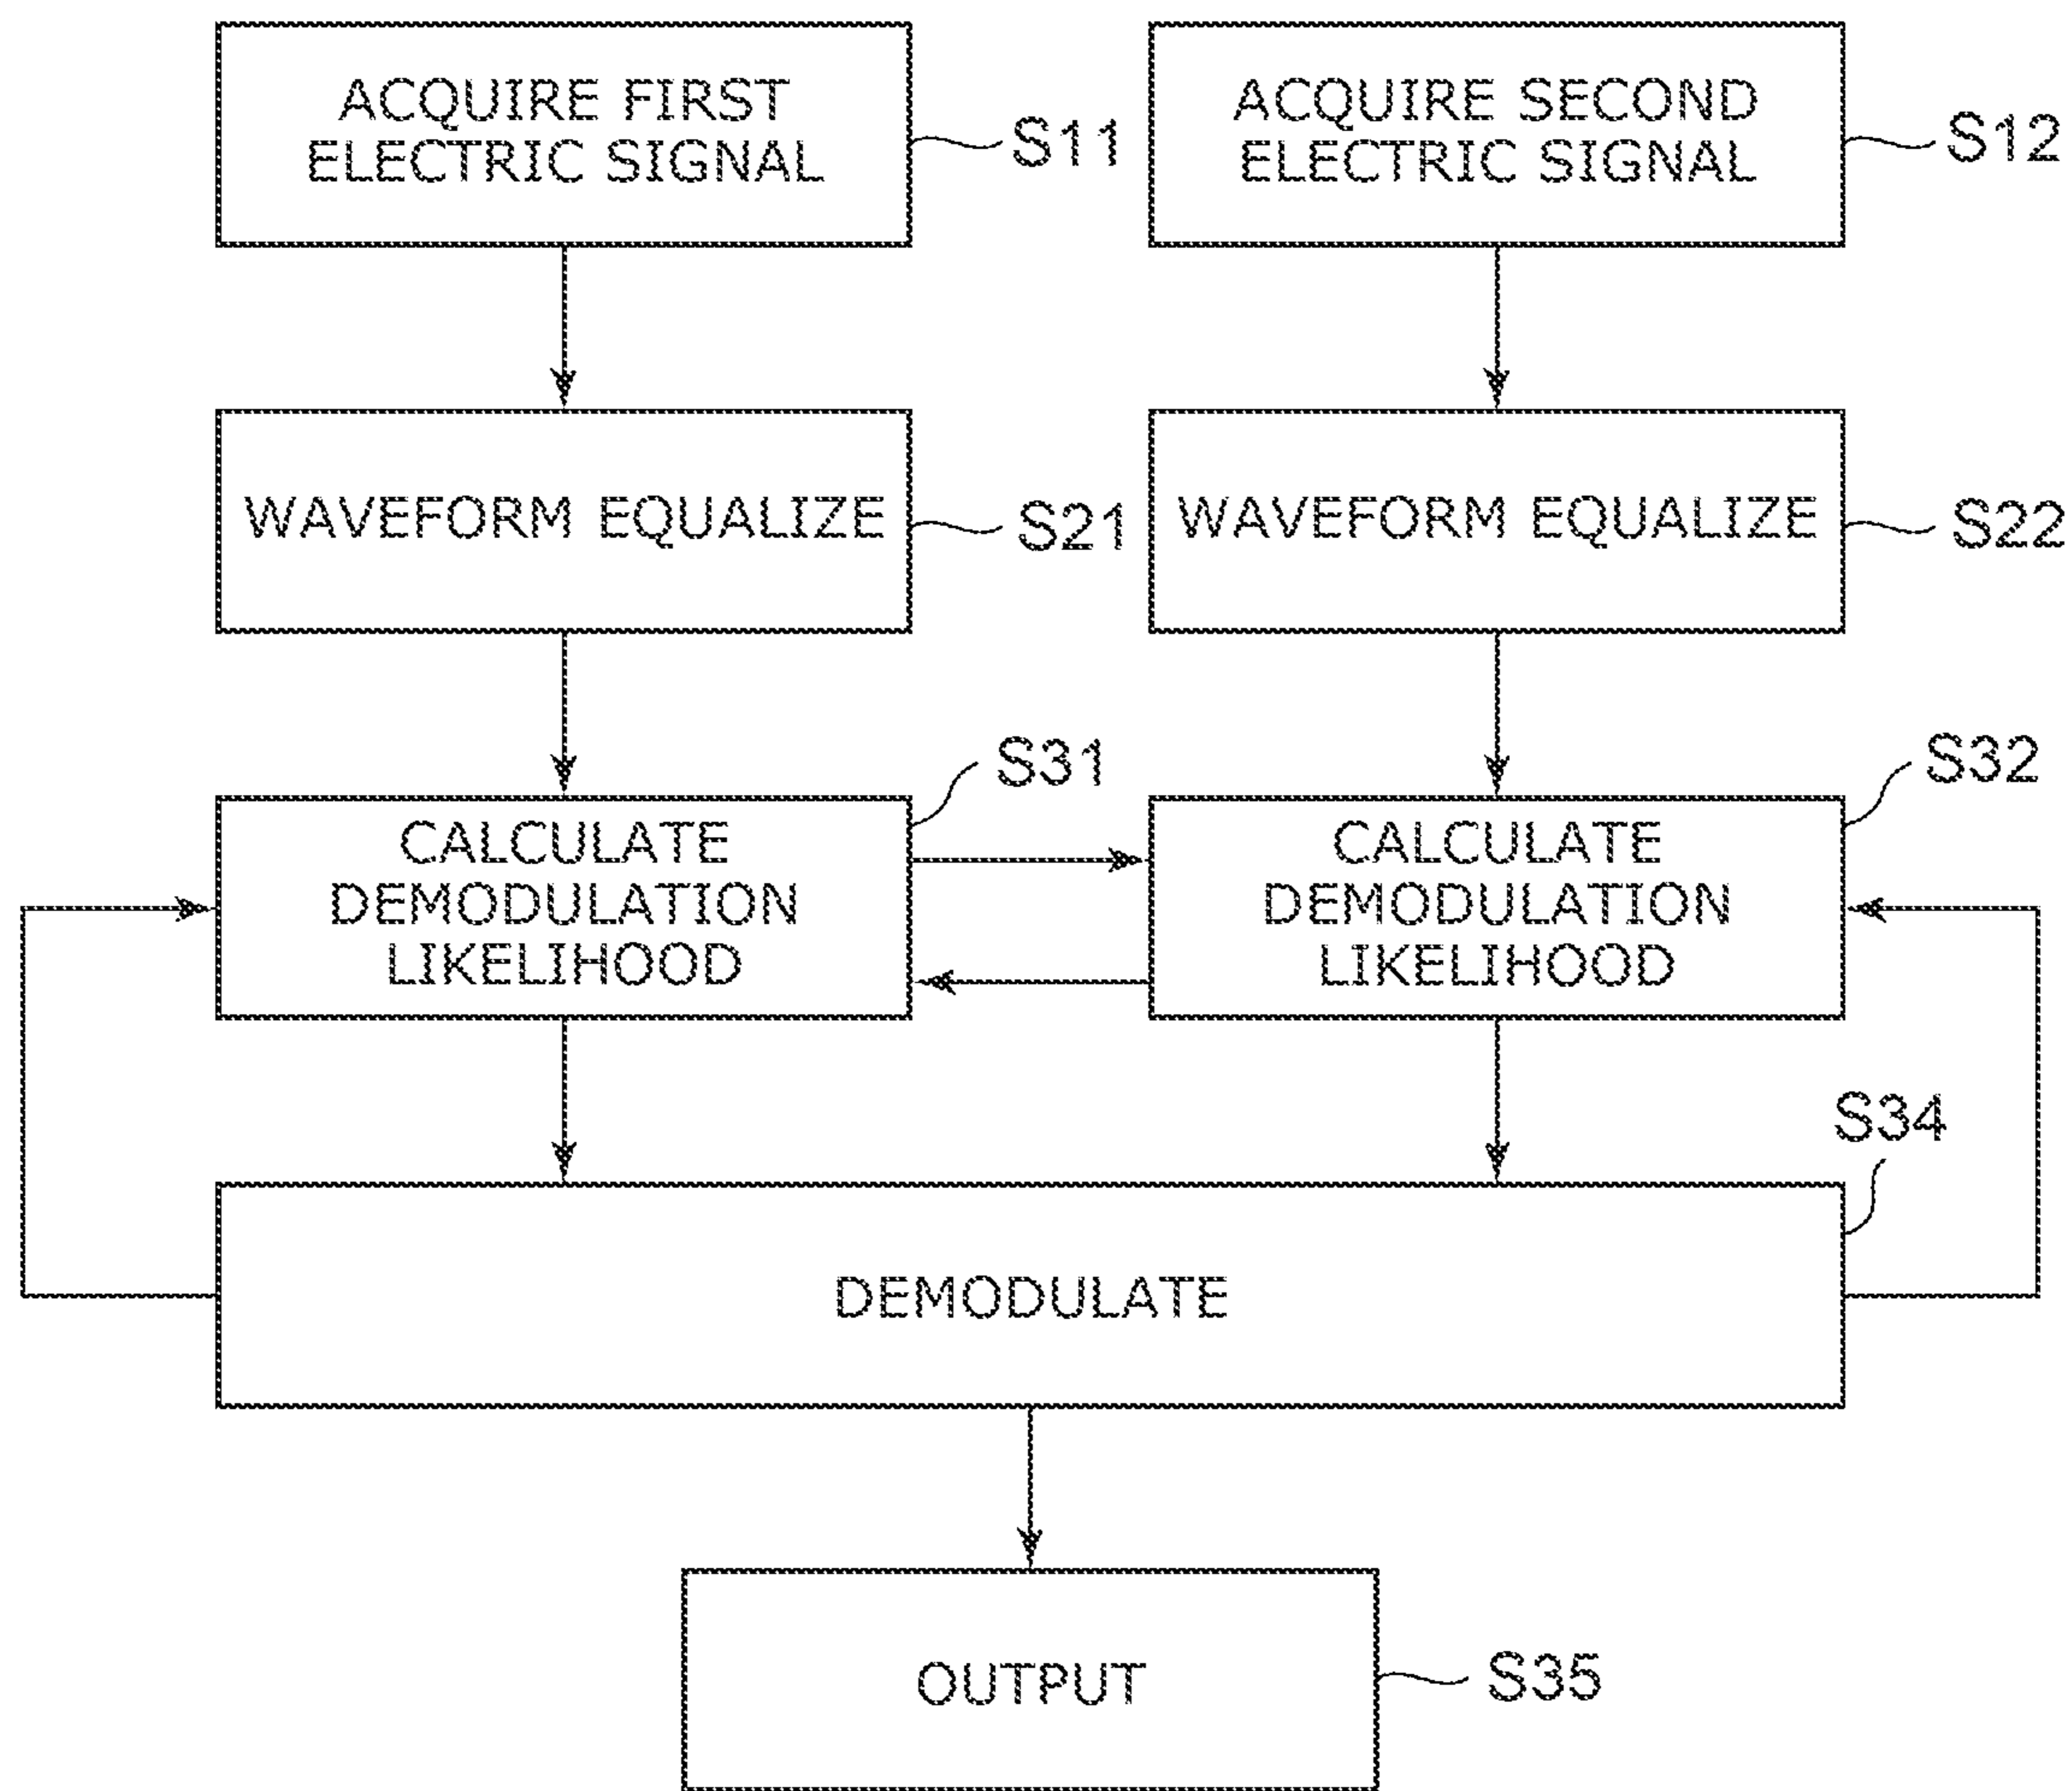 ACQUIRE FIRST
ELECTRIC SIGNAL
S11
ACQUIRE SECOND
ELECTRIC SIGNAL
S12
WAVEFORM EQUALIZE
S21
WAVEFORM EQUALIZE
S22
S31
CALCULATE
DEMODULATION
LIKELIHOOD
S32
CALCULATE
DEMODULATION
LIKELIHOOD
S34
DEMODULATE
OUTPUT
S35